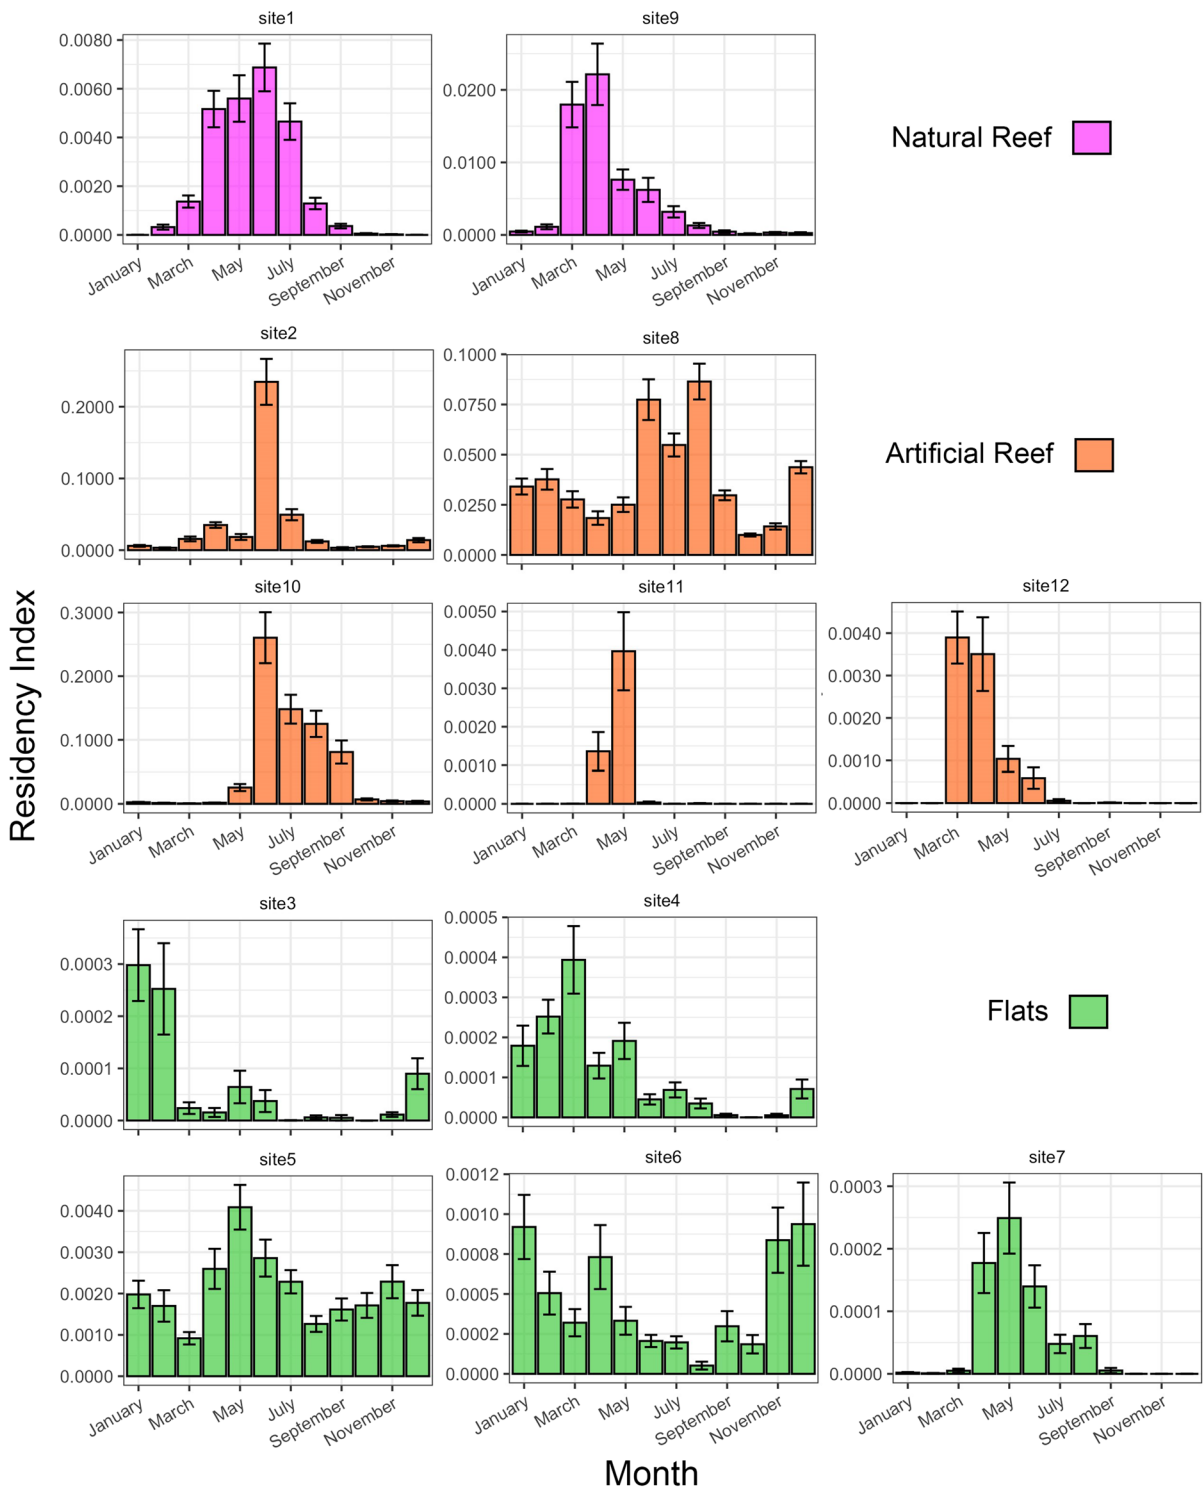 site1
site9
0.0080
0.0060
0.0040
0.0020
0.0000
0.0200
0.0100
0.0000
Natural Reef
January
March
May
July
September
November
January
March
May
July
September
November
site2
site8
0.2000
0.1000
0.0000
0.1000
0.0750
0.0500
0.0250
0.0000
Artificial Reef
site10
site11
site12
0.3000
0.2000
0.1000
0.0000
0.0050
0.0040
0.0030
0.0020
0.0010
0.0000
0.0040
0.0030
0.0020
0.0010
0.0000
January
March
May
July
September
November
January
March
May
July
September
November
January
March
May
July
September
November
Residency Index
site3
site4
0.0003
0.0002
0.0001
0.0000
0.0005
0.0004
0.0003
0.0002
0.0001
0.0000
Flats
site5
site6
site7
0.0040
0.0030
0.0020
0.0010
0.0000
0.0012
0.0010
0.0008
0.0005
0.0002
0.0000
0.0003
0.0002
0.0001
0.0000
January
March
May
July
September
November
January
March
May
July
September
November
January
March
May
July
September
November
Month